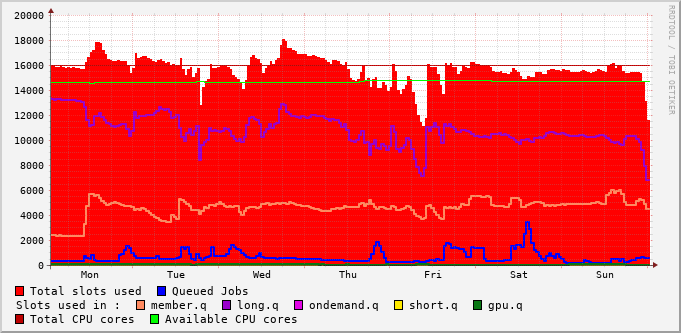 RRDTOOL / TOBI OETIKER
20000
18000
16000
14000
12000
10000
8000
6000
4000
2000
0
Mon Tue Wed Thu Fri Sat Sun
Total slots used Queued Jobs
Slots used in : member.q long.q ondemand.q short.q gpu.q
Total CPU cores Available CPU cores